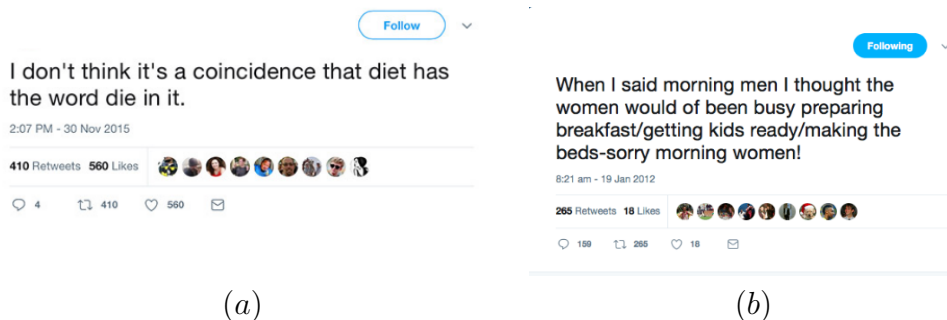 Follow
I don't think it's a coincidence that diet has
the word die in it.
2:07 PM - 30 Nov 2015
410 Retweets 560 Likes
4 410 560
(a)
Following
When I said morning men I thought the
women would of been busy preparing
breakfast/getting kids ready/making the
beds-sorry morning women!
8:21 am - 19 Jan 2012
265 Retweets 18 Likes
159 265 18
(b)